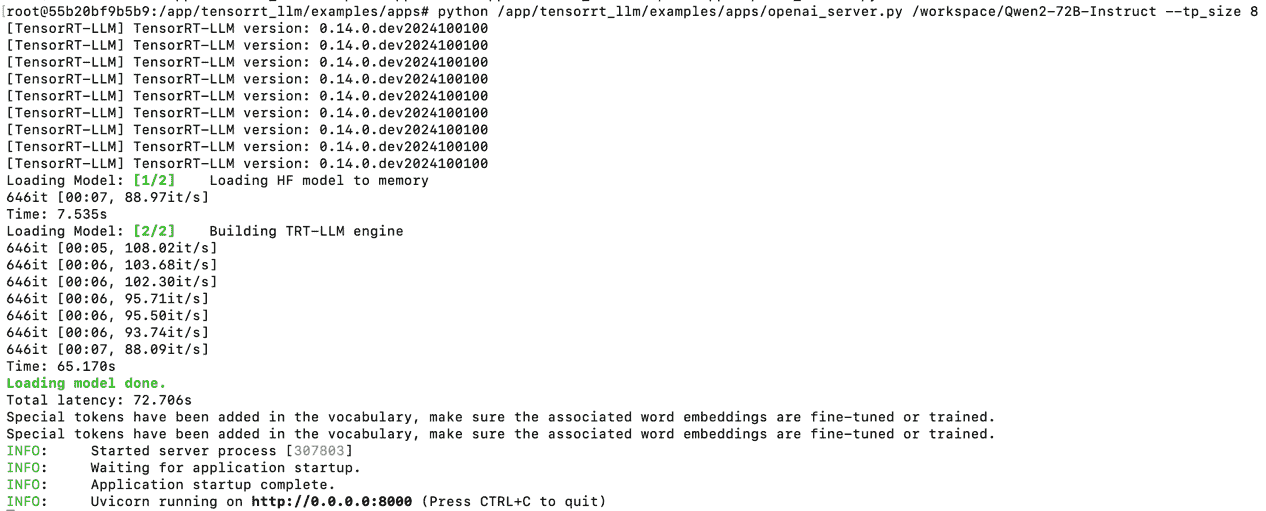 [root@55b20bf9b5b9:/app/tensorrt_llm/examples/apps# python /app/tensorrt_llm/examples/apps/openai_server.py /workspace/Qwen2-72B-Instruct --tp_size 8
[TensorRT-LLM] TensorRT-LLM version: 0.14.0.dev2024100100
[TensorRT-LLM] TensorRT-LLM version: 0.14.0.dev2024100100
[TensorRT-LLM] TensorRT-LLM version: 0.14.0.dev2024100100
[TensorRT-LLM] TensorRT-LLM version: 0.14.0.dev2024100100
[TensorRT-LLM] TensorRT-LLM version: 0.14.0.dev2024100100
[TensorRT-LLM] TensorRT-LLM version: 0.14.0.dev2024100100
[TensorRT-LLM] TensorRT-LLM version: 0.14.0.dev2024100100
[TensorRT-LLM] TensorRT-LLM version: 0.14.0.dev2024100100
[TensorRT-LLM] TensorRT-LLM version: 0.14.0.dev2024100100
Loading Model: [1/2]    Loading HF model to memory
646it [00:07, 88.97it/s]
Time: 7.535s
Loading Model: [2/2]    Building TRT-LLM engine
646it [00:05, 108.02it/s]
646it [00:06, 103.68it/s]
646it [00:06, 102.30it/s]
646it [00:06, 95.71it/s]
646it [00:06, 95.50it/s]
646it [00:06, 93.74it/s]
646it [00:07, 88.09it/s]
Time: 65.170s
Loading model done.
Total latency: 72.706s
Special tokens have been added in the vocabulary, make sure the associated word embeddings are fine-tuned or trained.
Special tokens have been added in the vocabulary, make sure the associated word embeddings are fine-tuned or trained.
INFO:     Started server process [307803]
INFO:     Waiting for application startup.
INFO:     Application startup complete.
INFO:     Uvicorn running on http://0.0.0.0:8000 (Press CTRL+C to quit)